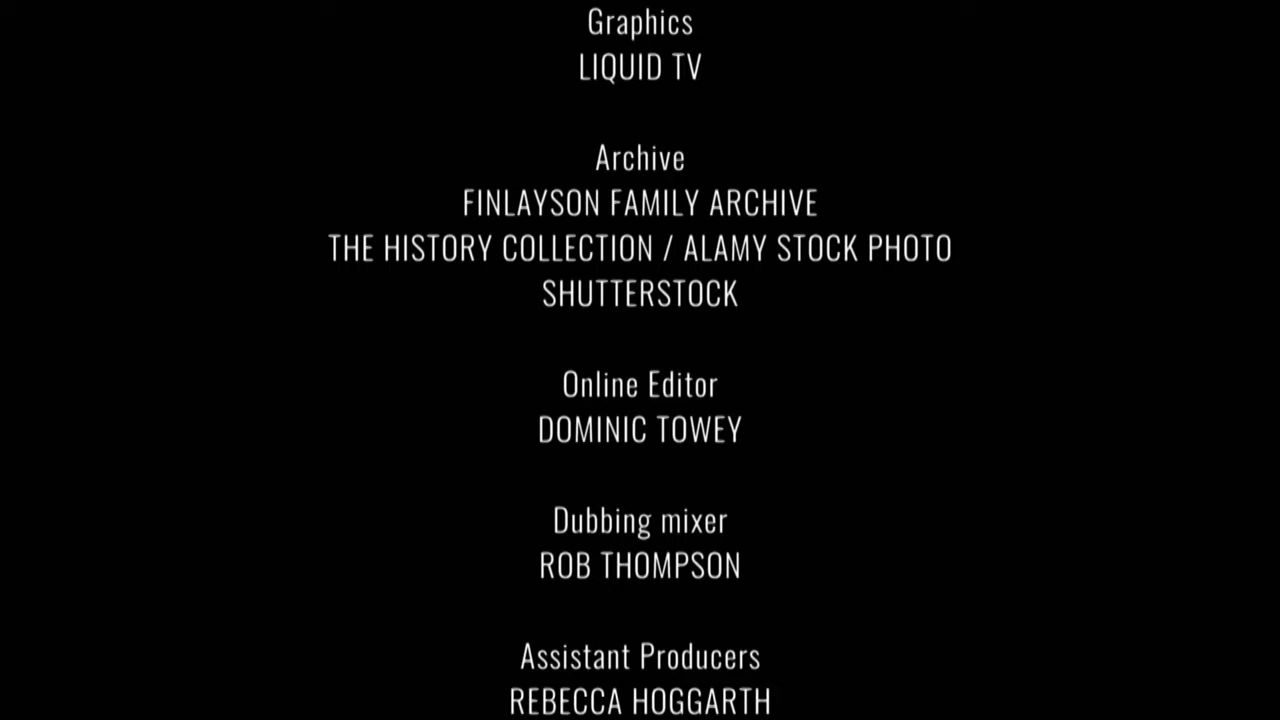 Graphics
LIQUID TV
Archive
FINLAYSON FAMILY ARCHIVE
THE HISTORY COLLECTION / ALAMY STOCK PHOTO
SHUTTERSTOCK
Online Editor
DOMINIC TOWEY
Dubbing mixer
ROB THOMPSON
Assistant Producers
REBECCA HOGGARTH